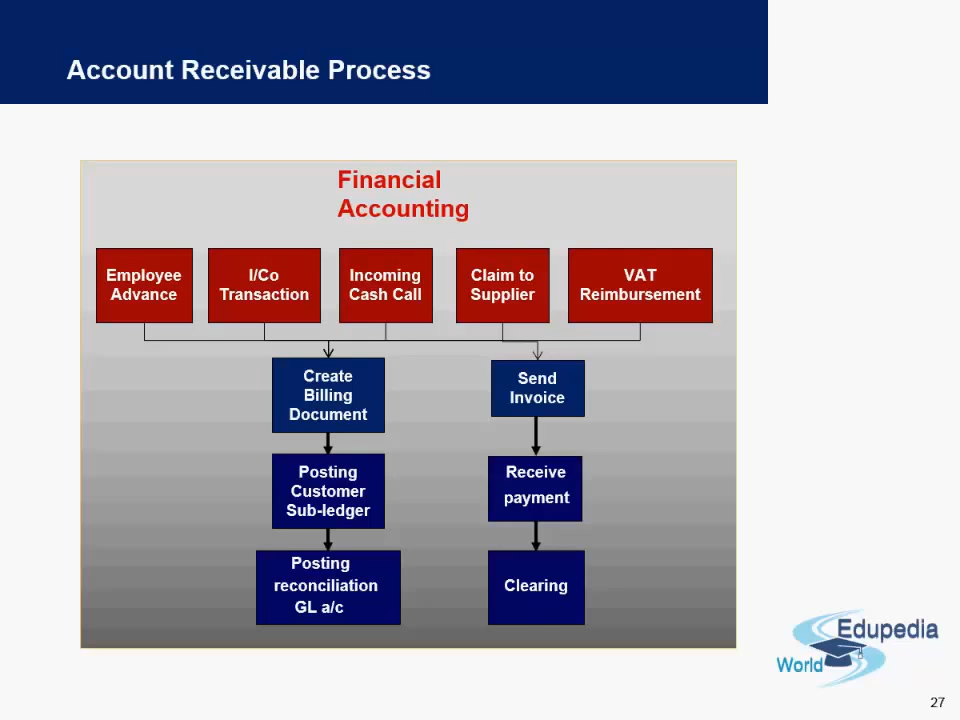 Account Receivable Process
Financial
Accounting
Employee
Advance
I/Co
Transaction
Incoming
Cash Call
Claim to
Supplier
VAT
Reimbursement
Create
Billing
Document
Send
Invoice
Posting
Customer
Sub-ledger
Receive
payment
Posting
reconciliation
GL a/c
Clearing
Edupedia
World
27